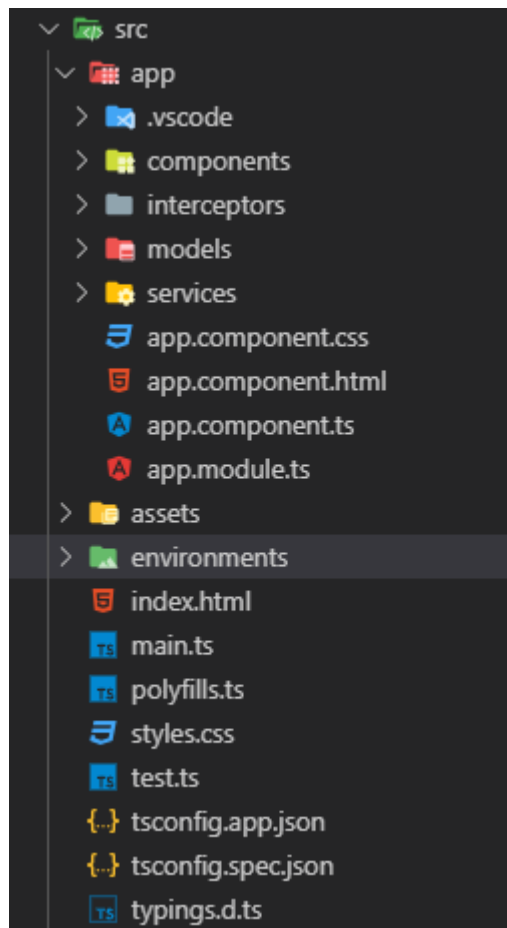 src
app
.vscode
components
interceptors
models
services
app.component.css
app.component.html
app.component.ts
app.module.ts
assets
environments
index.html
main.ts
polyfills.ts
styles.css
test.ts
tsconfig.app.json
tsconfig.spec.json
typings.d.ts